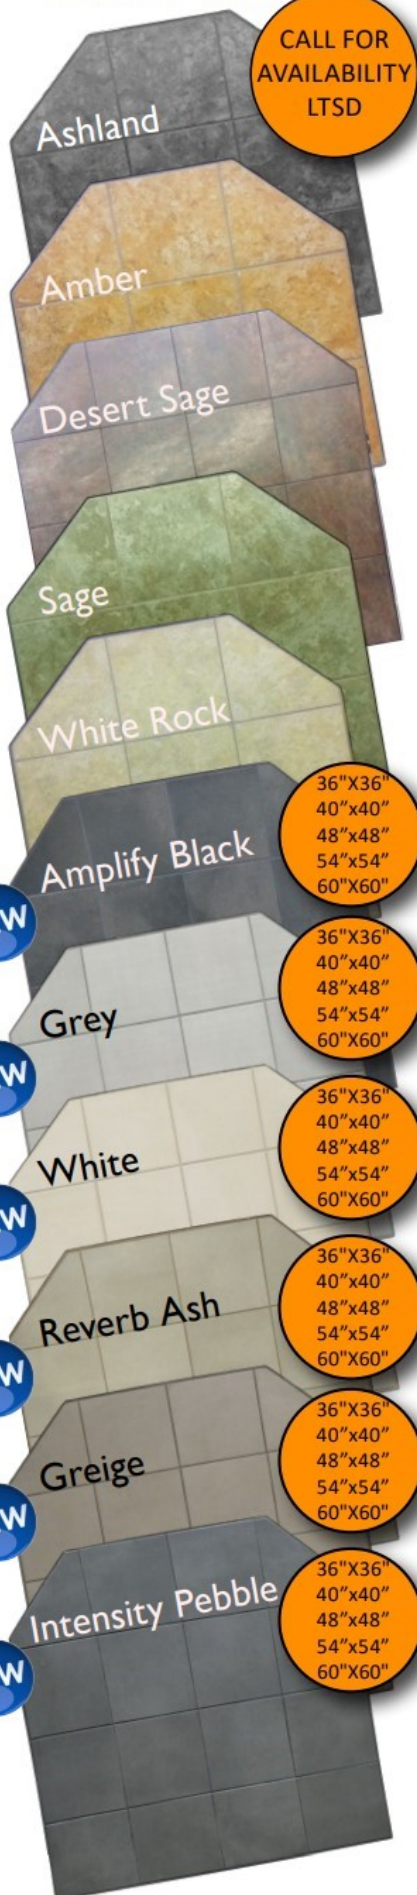 CALL FOR
AVAILABILITY
LTSD
Ashland
Amber
Desert Sage
Sage
White Rock
Amplify Black
36"X36"
40”x40”
48”x48”
54”x54”
60"X60"
W
Grey
36"X36"
40”x40”
48”x48”
54”x54”
60"X60"
W
White
36"X36"
40”x40”
48”x48”
54”x54”
60"X60"
W
Reverb Ash
36"X36"
40”x40”
48”x48”
54”x54”
60"X60"
W
Greige
36"X36"
40”x40”
48”x48”
54”x54”
60"X60"
W
Intensity Pebble
36"X36"
40”x40”
48”x48”
54”x54”
60"X60"
W